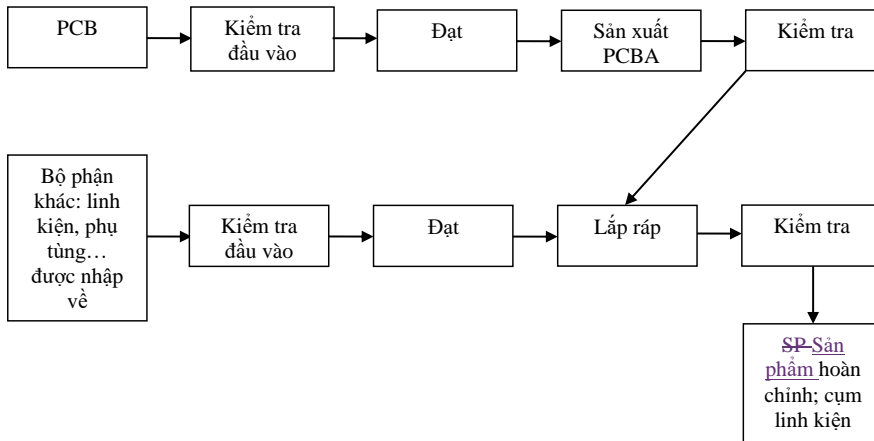 PCB
Kiểm tra
đầu vào
Đạt
Sản xuất
PCBA
Kiểm tra
Bộ phận
khác: linh
kiện, phụ
tùng…
được nhập
về
Kiểm tra
đầu vào
Đạt
Lắp ráp
Kiểm tra
SP Sản
phẩm hoàn
chỉnh; cụm
linh kiện